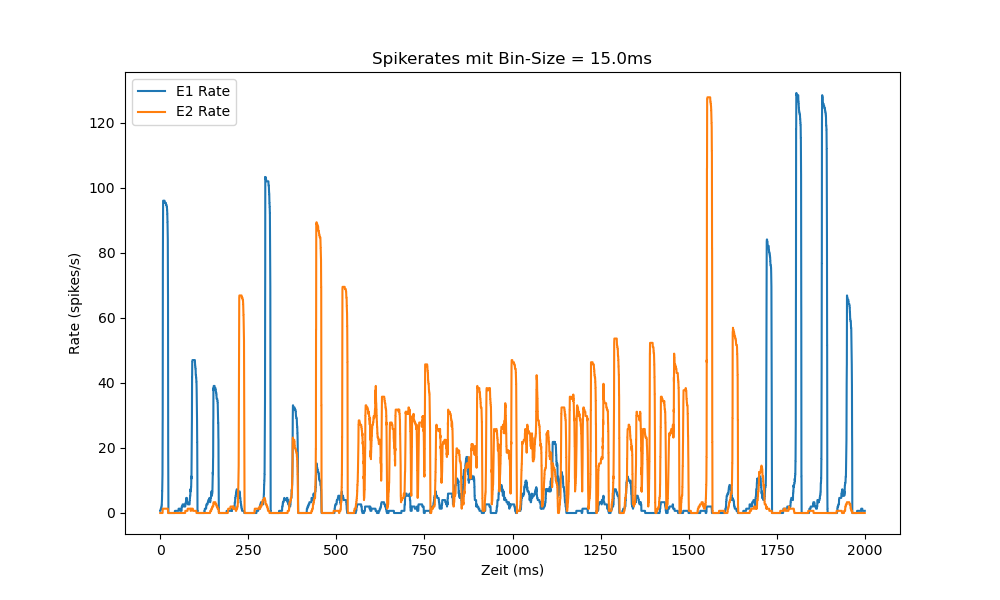 Spikerates mit Bin-Size = 15.0ms
E1 Rate
E2 Rate
Rate (spikes/s)
120
100
80
60
40
20
0
0 250 500 750 1000 1250 1500 1750 2000
Zeit (ms)